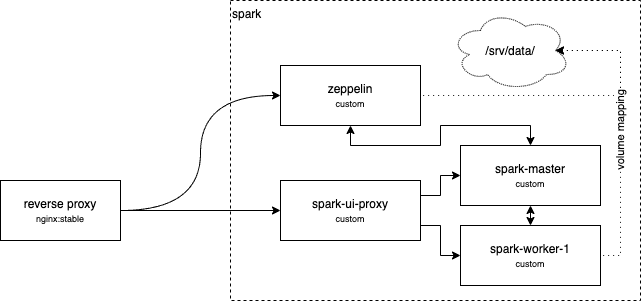 spark
/srv/data/
zeppelin
custom
volume mapping
spark-master
custom
reverse proxy
nginx:stable
spark-ui-proxy
custom
spark-worker-1
custom